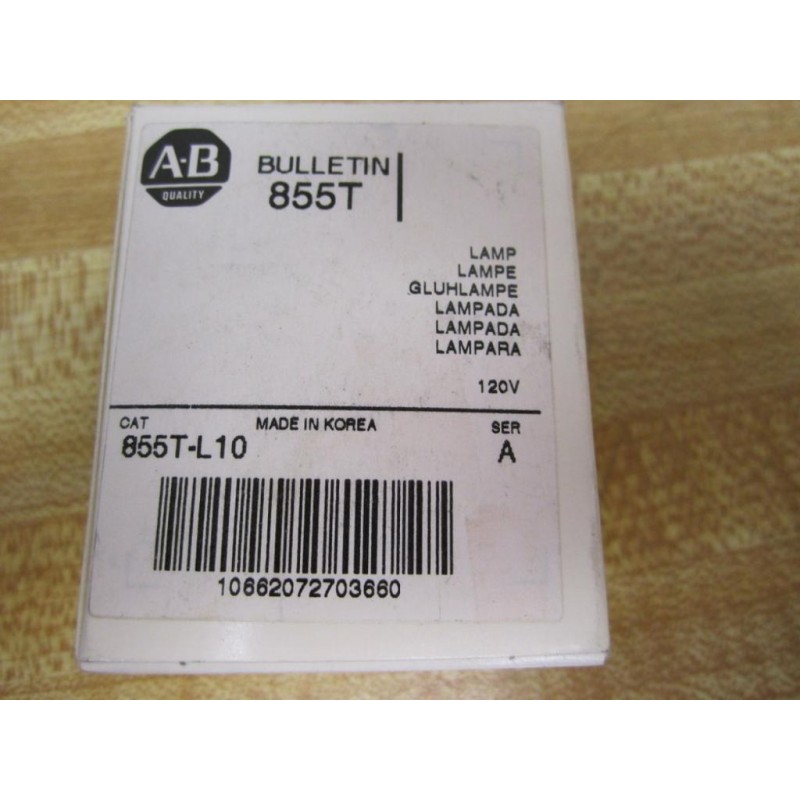 A-B
QUALITY
BULLETIN
855T
LAMP
LAMPE
GLUHLAMPE
LAMPADA
LAMPADA
LAMPARA
120V
CAT MADE IN KOREA SER
855T-L10 A
10662072703660